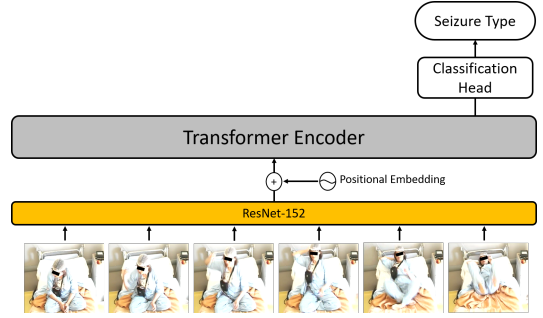 Seizure Type
Classification
Head
Transformer Encoder
+
Positional Embedding
ResNet-152